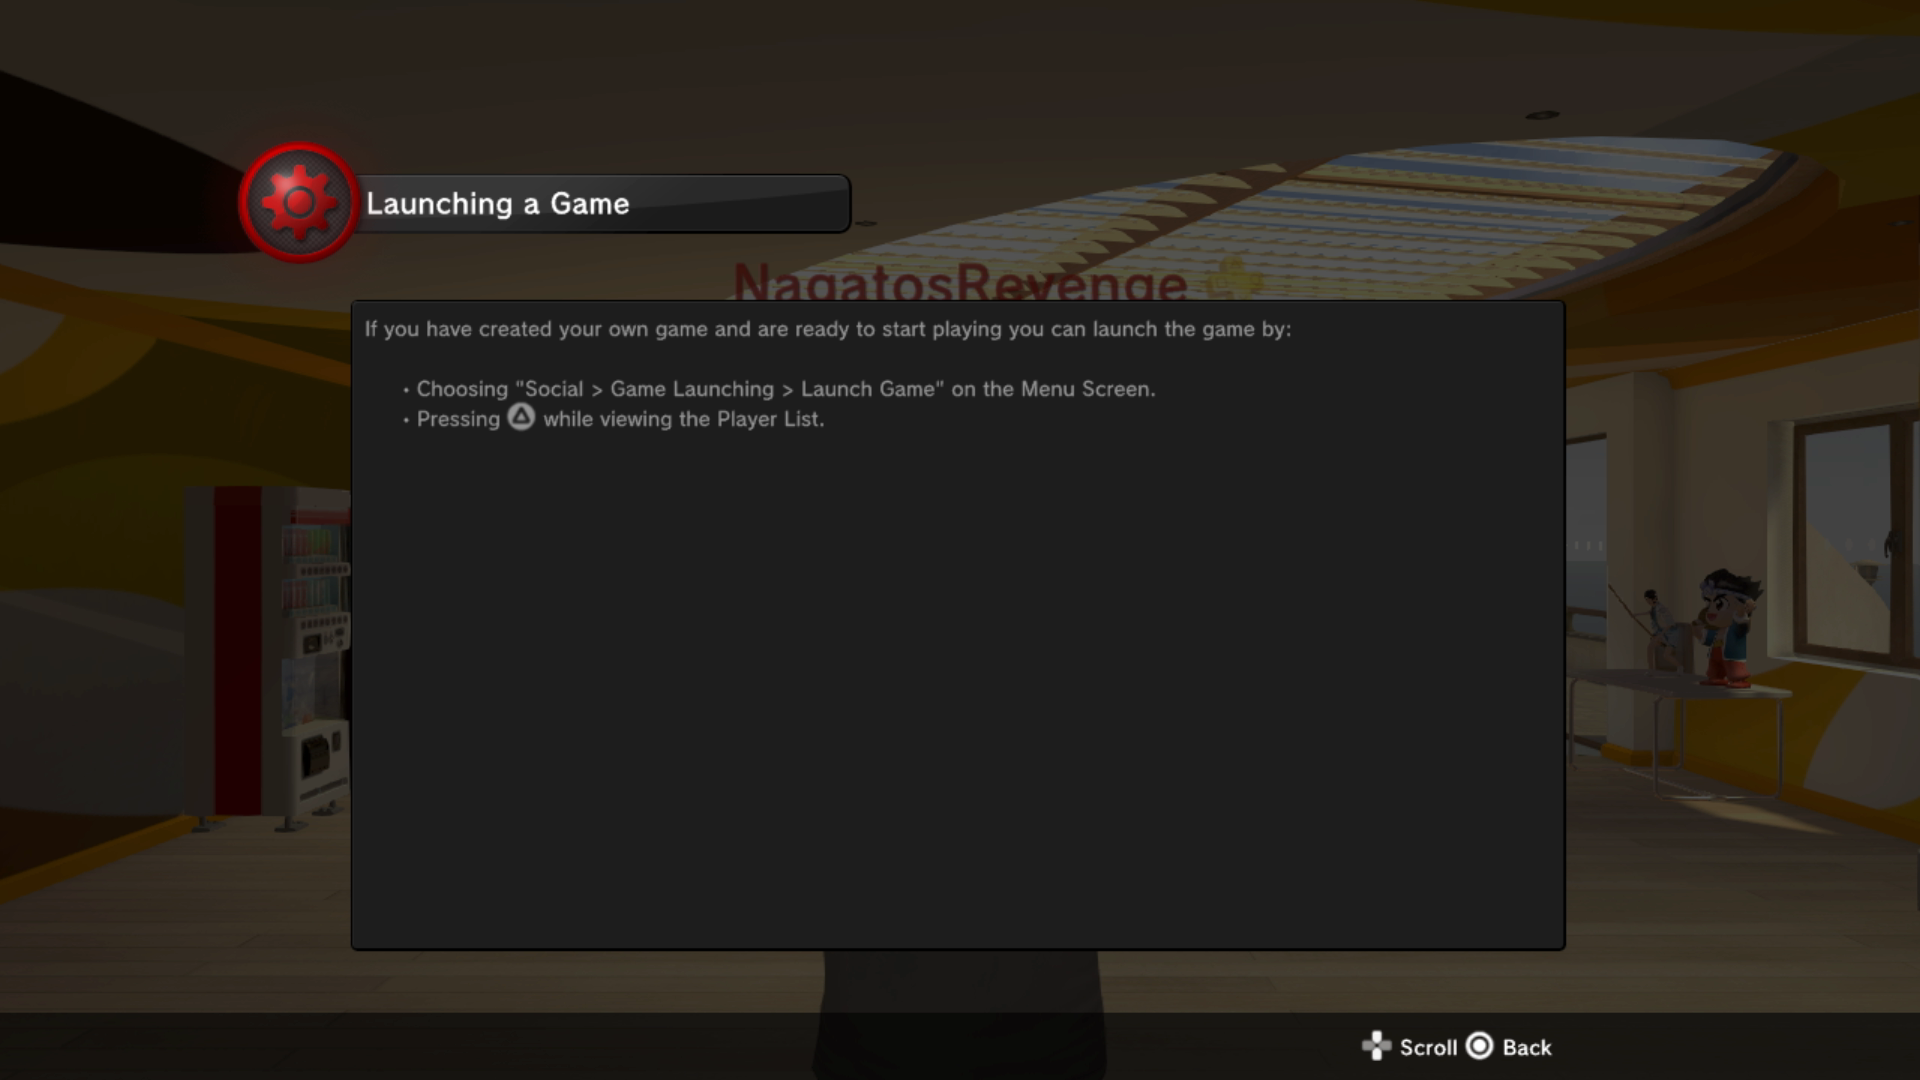 Launching a Game
NagatosRevenge
If you have created your own game and are ready to start playing you can launch the game by:
• Choosing "Social > Game Launching > Launch Game" on the Menu Screen.
• Pressing while viewing the Player List.
Scroll Back